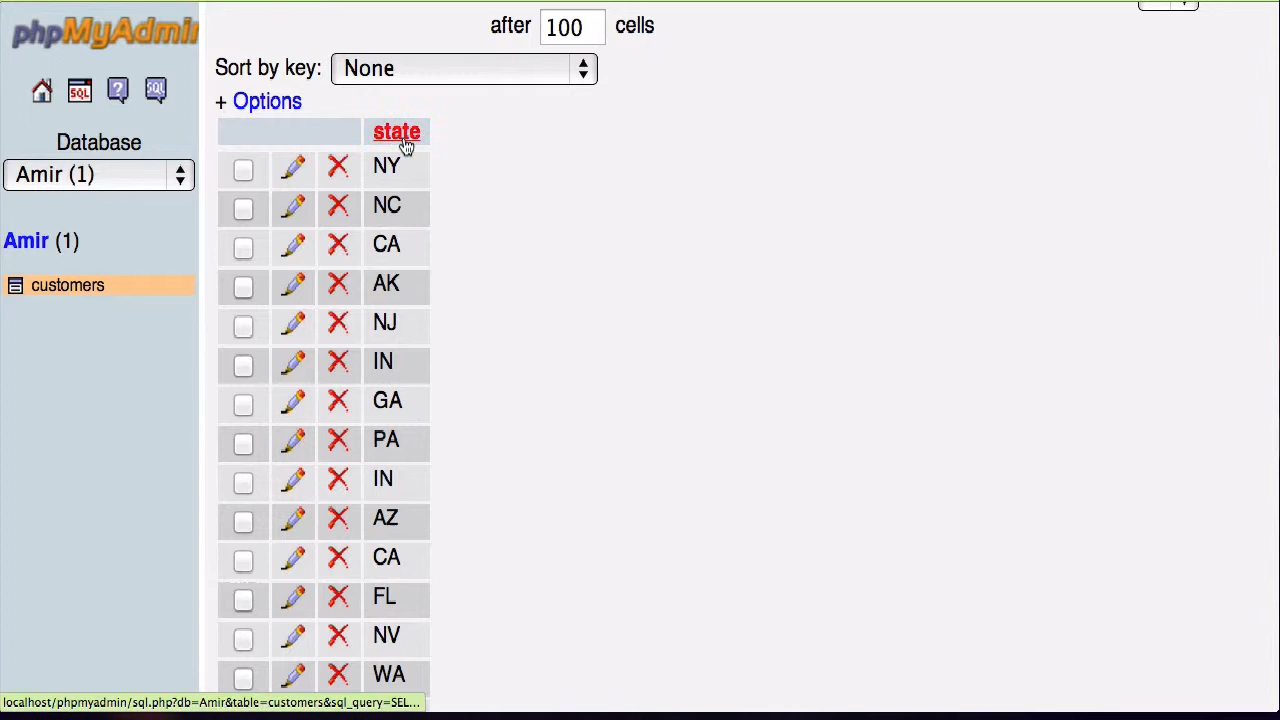 phpMyAdmin
after 100 cells
Sort by key: None
+ Options
SQL ? SQL
Database
Amir (1)
Amir (1)
customers
state
NY
NC
CA
AK
NJ
IN
GA
PA
IN
AZ
CA
FL
NV
WA
localhost/phpmyadmin/sql.php?db=Amir&table=customers&sql_query=SEL...